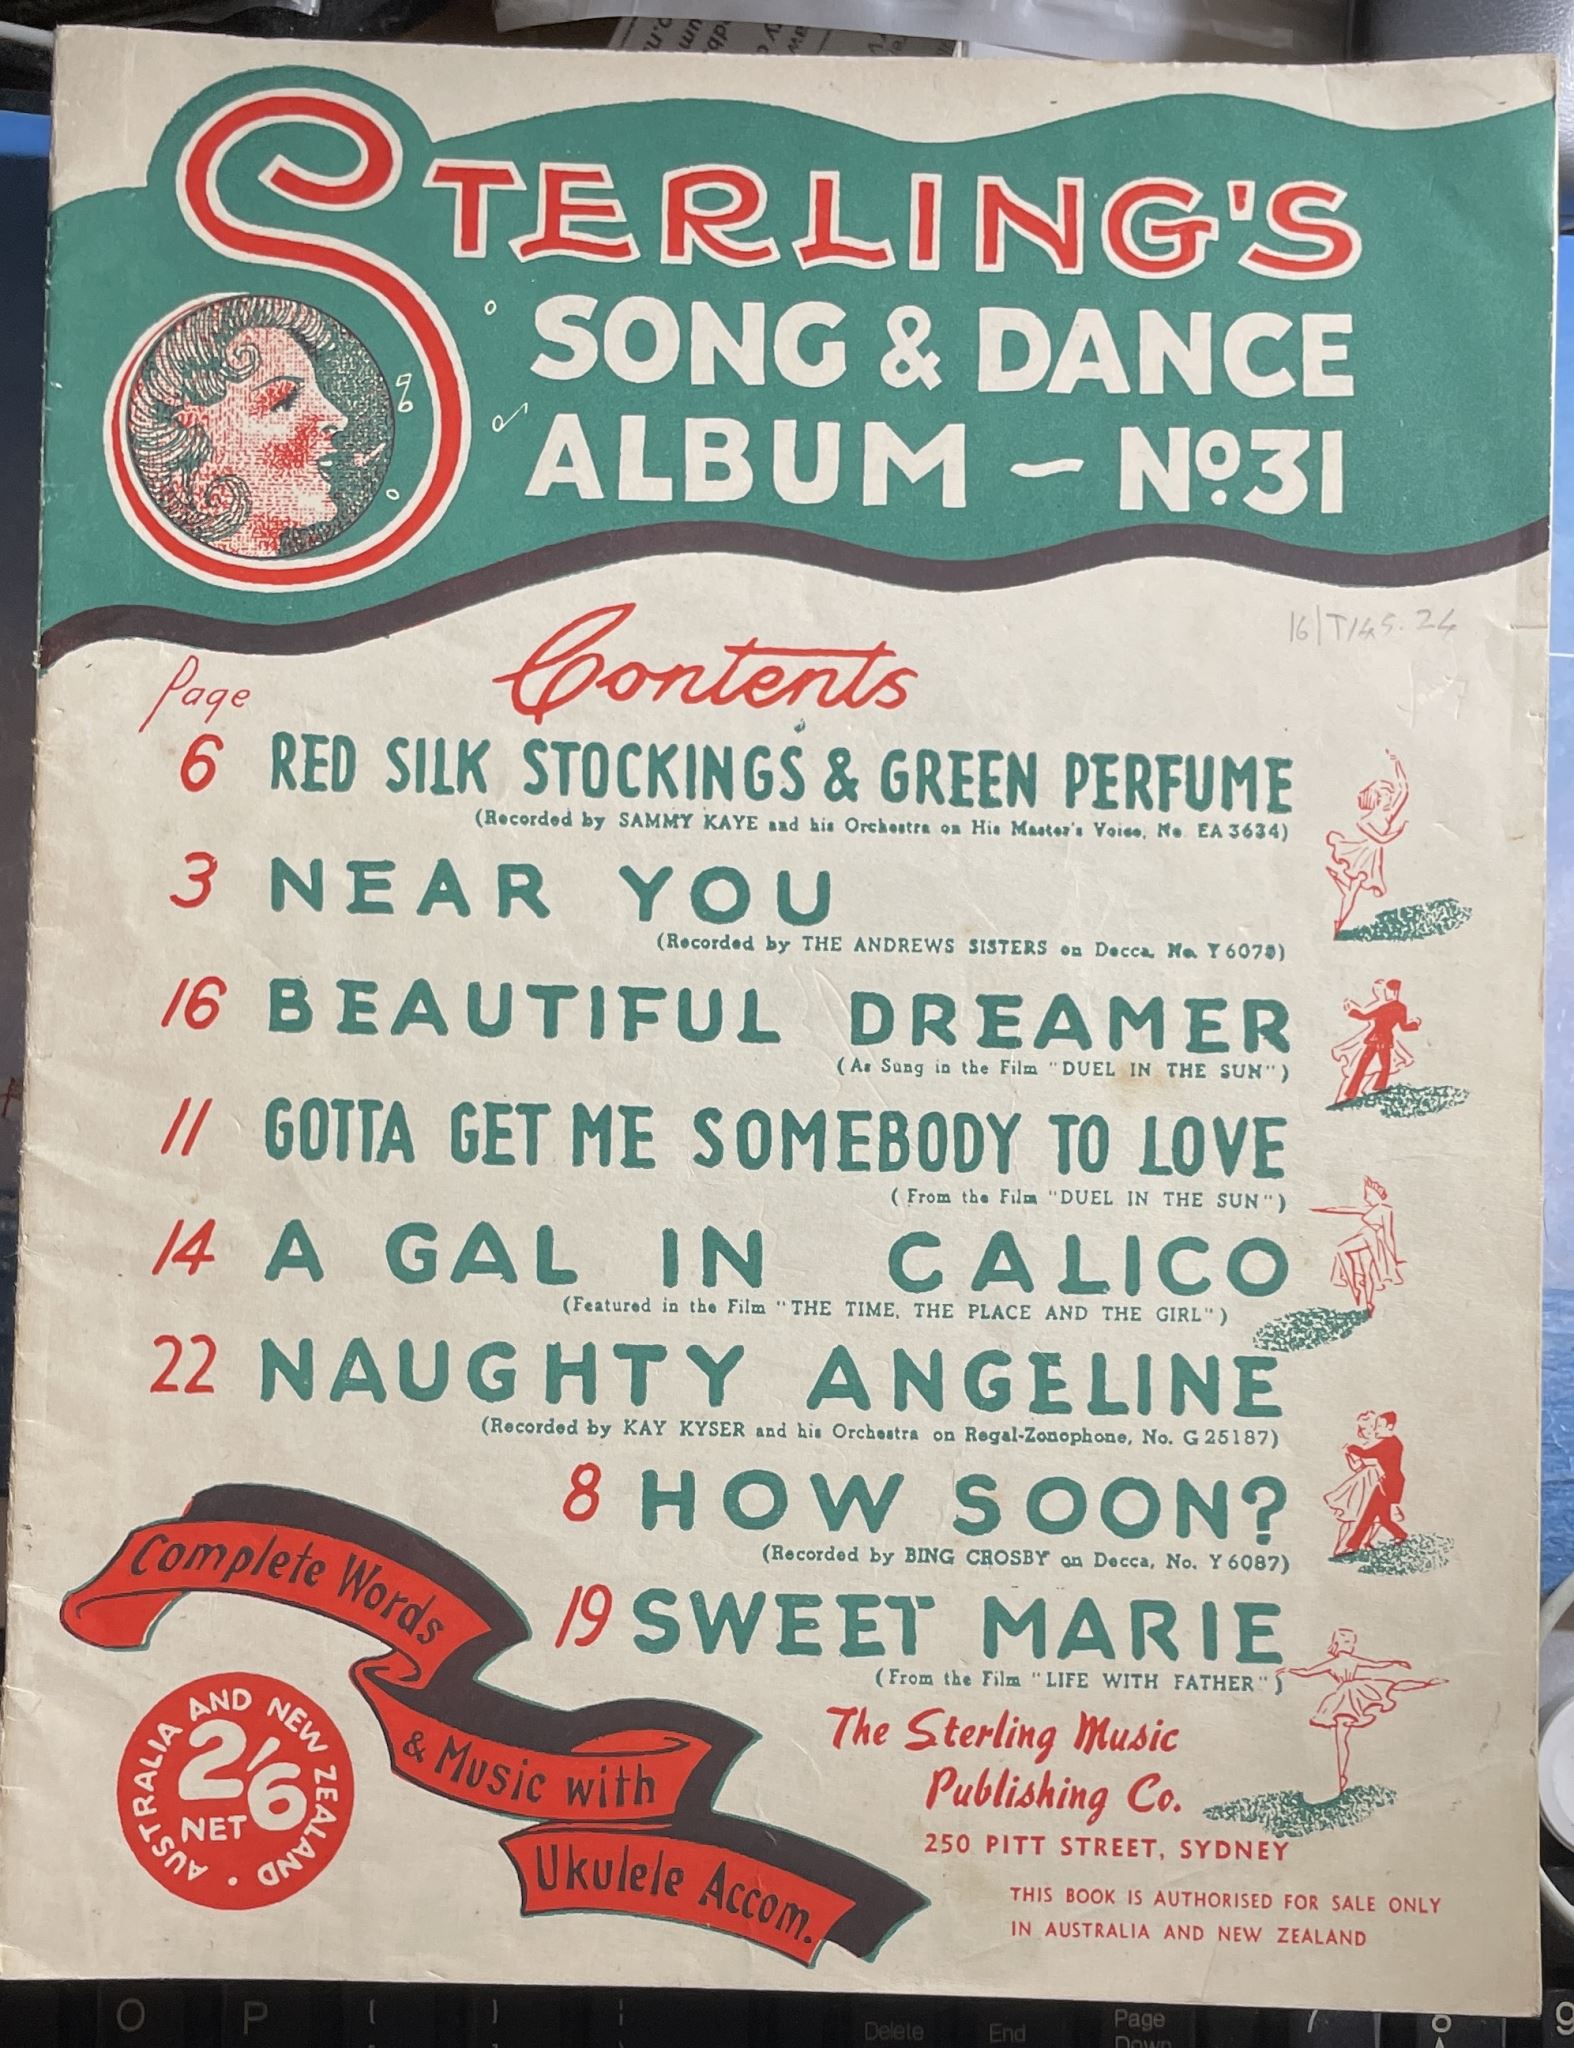 STERLING'S
SONG & DANCE
ALBUM - No. 31
Contents
Page
6 RED SILK STOCKINGS & GREEN PERFUME
(Recorded by SAMMY KAYE and his Orchestra on His Master's Voice, No. EA 3634)
3 NEAR YOU
(Recorded by THE ANDREWS SISTERS on Decca, No.
16 BEAUTIFUL DREAMER
(As Sung in the Film "DUEL IN THE SUN")
11 GOTTA GET ME SOMEBODY TO LOVE
(From the Film "DUEL IN THE SUN")
14 A GAL IN CALICO
(Featured in the Film "THE TIME, THE PLACE AND THE GIRL")
22 NAUGHTY ANGELINE
(Recorded by KAY KYSER and his Orchestra on Regal-Zonophone, No. G 25187)
8 HOW SOON?
(Recorded by BING CROSBY on Decca, No. Y 6087)
19 SWEET MARIE
(From the Film "LIFE WITH FATHER")
Complete Words
& Music with
Ukulele Accom.
AUSTRALIA AND NEW ZEALAND
2'6
NET
The Sterling Music
Publishing Co.
250 PITT STREET, SYDNEY
THIS BOOK IS AUTHORISED FOR SALE ONLY
IN AUSTRALIA AND NEW ZEALAND
O P [ ] Delete End Page Down 7 8 9